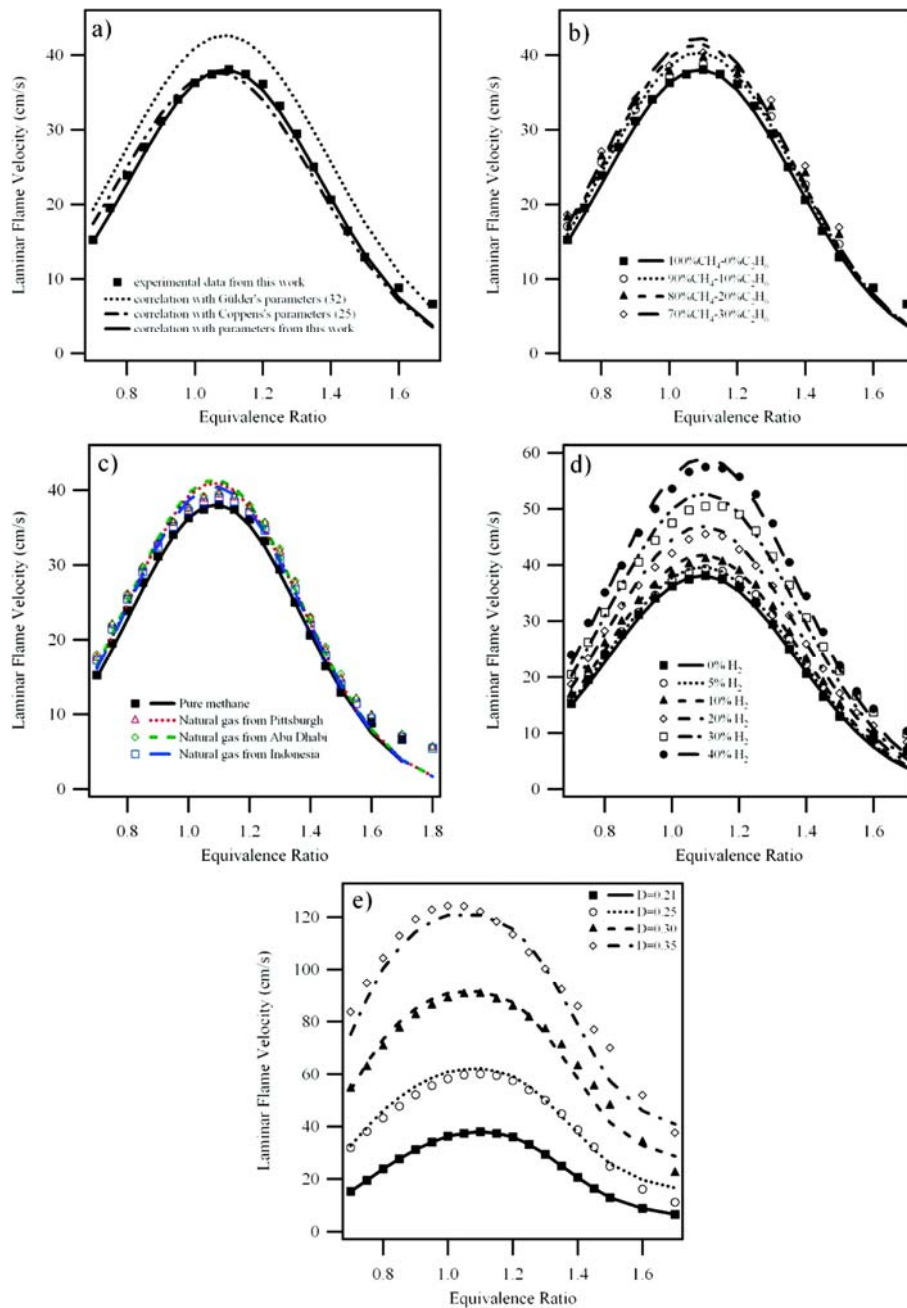 a)
Laminar Flame Velocity (cm/s)
40
30
20
10
0
■ experimental data from this work
correlation with Gülder's parameters (32)
correlation with Coppens's parameters (25)
correlation with parameters from this work
0.8 1.0 1.2 1.4 1.6
Equivalence Ratio
b)
Laminar Flame Velocity (cm/s)
40
30
20
10
0
100%CH₄-0%C₂H₆
90%CH₄-10%C₂H₆
80%CH₄-20%C₂H₆
70%CH₄-30%C₂H₆
0.8 1.0 1.2 1.4 1.6
Equivalence Ratio
c)
Laminar Flame Velocity (cm/s)
40
30
20
10
0
Pure methane
Natural gas from Pittsburgh
Natural gas from Abu Dhabi
Natural gas from Indonesia
0.8 1.0 1.2 1.4 1.6 1.8
Equivalence Ratio
d)
Laminar Flame Velocity (cm/s)
60
50
40
30
20
10
0
0% H₂
5% H₂
10% H₂
20% H₂
30% H₂
40% H₂
0.8 1.0 1.2 1.4 1.6
Equivalence Ratio
e)
Laminar Flame Velocity (cm/s)
120
100
80
60
40
20
0
D=0.21
D=0.25
D=0.30
D=0.35
0.8 1.0 1.2 1.4 1.6
Equivalence Ratio